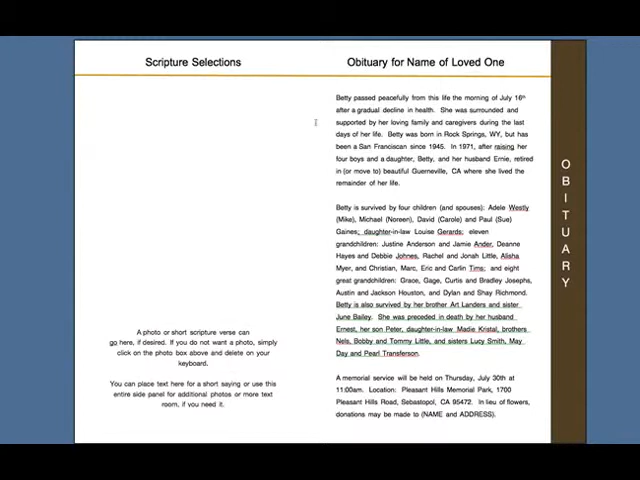 Scripture Selections
A photo or short scripture verse can
go here, if desired. If you do not want a photo, simply
click on the photo box above and delete on your
keyboard.
You can place text here for a short saying or use this
entire side panel for additional photos or more text
room, if you need it.
Obituary for Name of Loved One
Betty passed peacefully from this life the morning of July 16th
after a gradual decline in health. She was surrounded and
supported by her loving family and caregivers during the last
days of her life. Betty was born in Rock Springs, WY, but has
been a San Franciscan since 1945. In 1971, after raising her
four boys and a daughter, Betty, and her husband Ernie, retired
in (or move to) beautiful Guerneville, CA where she lived the
remainder of her life.
Betty is survived by four children (and spouses): Adele Westly
(Mike), Michael (Noreen), David (Carole) and Paul (Sue)
Gaines; daughter-in-law Louise Gerards; eleven
grandchildren: Justine Anderson and Jamie Ander, Deanne
Hayes and Debbie Johnes, Rachel and Jonah Little, Alisha
Myer, and Christian, Marc, Eric and Carlin Tims; and eight
great grandchildren: Grace, Gage, Curtis and Bradley Josephs,
Austin and Jackson Houston, and Dylan and Shay Richmond.
Betty is also survived by her brother Art Landers and sister
June Bailey. She was preceded in death by her husband
Ernest, her son Peter, daughter-in-law Madie Kristal, brothers
Nels, Bobby and Tommy Little, and sisters Lucy Smith, May
Day and Pearl Transferson.
A memorial service will be held on Thursday, July 30th at
11:00am. Location: Pleasant Hills Memorial Park, 1700
Pleasant Hills Road, Sebastopol, CA 95472. In lieu of flowers,
donations may be made to (NAME and ADDRESS).
OBITUARY